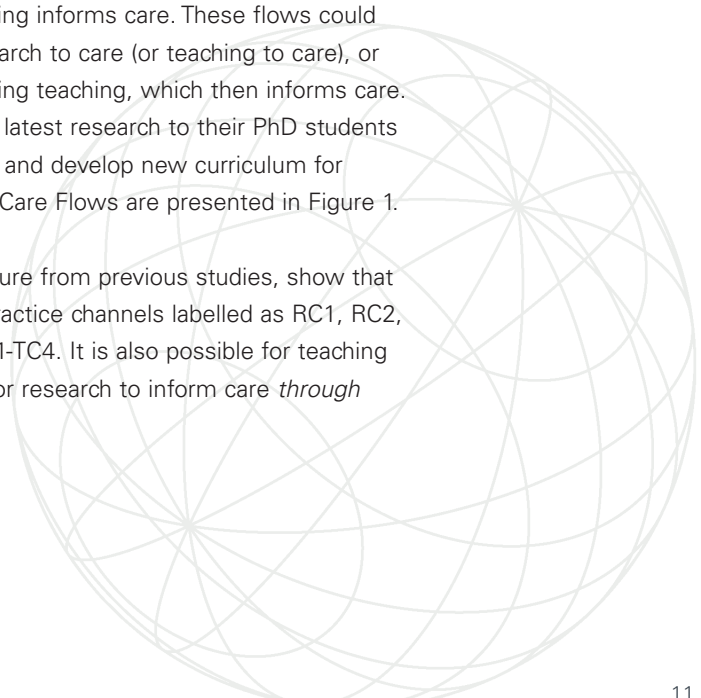 ing informs care. These flows could
arch to care (or teaching to care), or
ing teaching, which then informs care.
latest research to their PhD students
and develop new curriculum for
Care Flows are presented in Figure 1.
ure from previous studies, show that
ractice channels labelled as RC1, RC2,
1-TC4. It is also possible for teaching
or research to inform care through
11